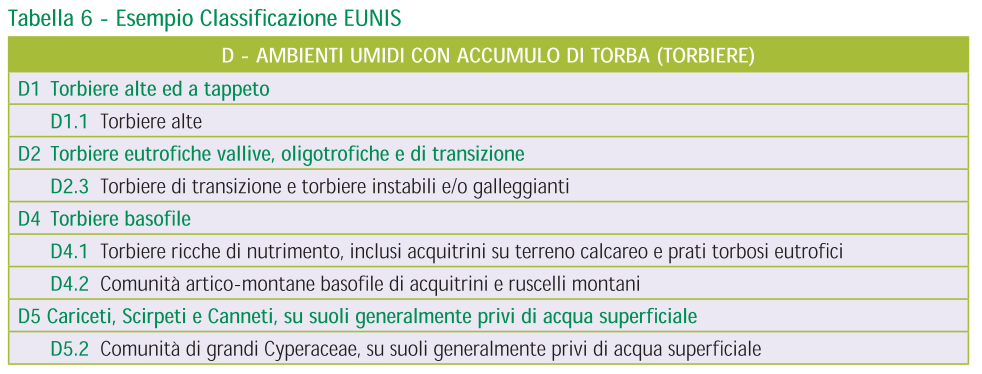 Tabella 6 - Esempio Classificazione EUNIS
D - AMBIENTI UMIDI CON ACCUMULO DI TORBA (TORBIERE)
D1 Torbiere alte ed a tappeto
D1.1 Torbiere alte
D2 Torbiere eutrofiche vallive, oligotrofiche e di transizione
D2.3 Torbiere di transizione e torbiere instabili e/o galleggianti
D4 Torbiere basofile
D4.1 Torbiere ricche di nutrimento, inclusi acquitrini su terreno calcareo e prati torbosi eutrofici
D4.2 Comunità artico-montane basofile di acquitrini e ruscelli montani
D5 Cariceti, Scirpeti e Canneti, su suoli generalmente privi di acqua superficiale
D5.2 Comunità di grandi Cyperaceae, su suoli generalmente privi di acqua superficiale